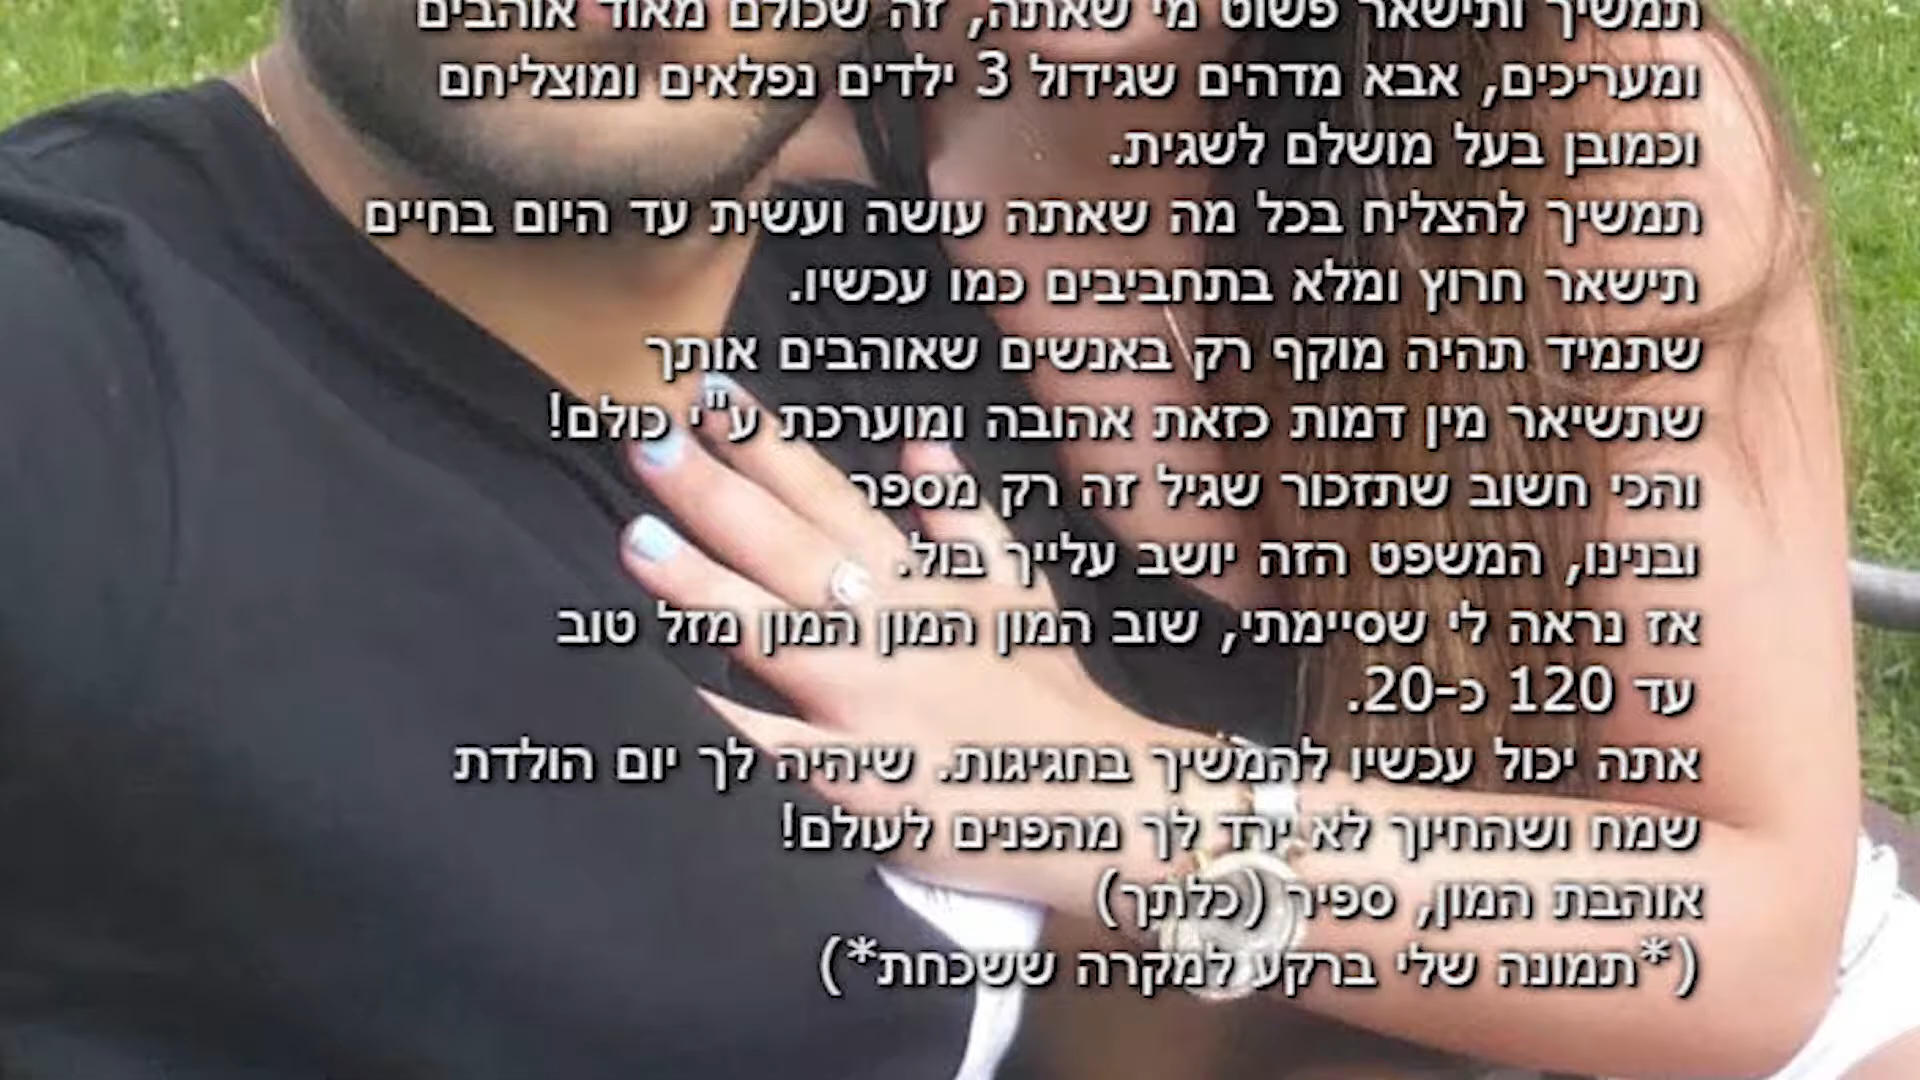 תמשיך ותישאר פשוט מי שאתה, זה שכולם מאוד אוהבים
ומעריכים, אבא מדהים שגידול 3 ילדים נפלאים ומוצליחם
וכמובן בעל מושלם לשגית.
תמשיך להצליח בכל מה שאתה עושה ועשית עד היום בחיים
תישאר חרוץ ומלא בתחביבים כמו עכשיו.
שתמיד תהיה מוקף רק באנשים שאוהבים אותך
שתשיאר מין דמות כזאת אהובה ומוערכת ע"י כולם!
והכי חשוב שתזכור שגיל זה רק מספר
ובנינו, המשפט הזה יושב עלייך בול.
אז נראה לי שסיימתי, שוב המון המון המון מזל טוב
עד 120 כ-20.
אתה יכול עכשיו להמשיך בחגיגות. שיהיה לך יום הולדת
שמח ושהחיוך לא ירד לך מהפנים לעולם!
אוהבת המון, ספיר (כלתך)
(*תמונה שלי ברקע למקרה ששכחת*)